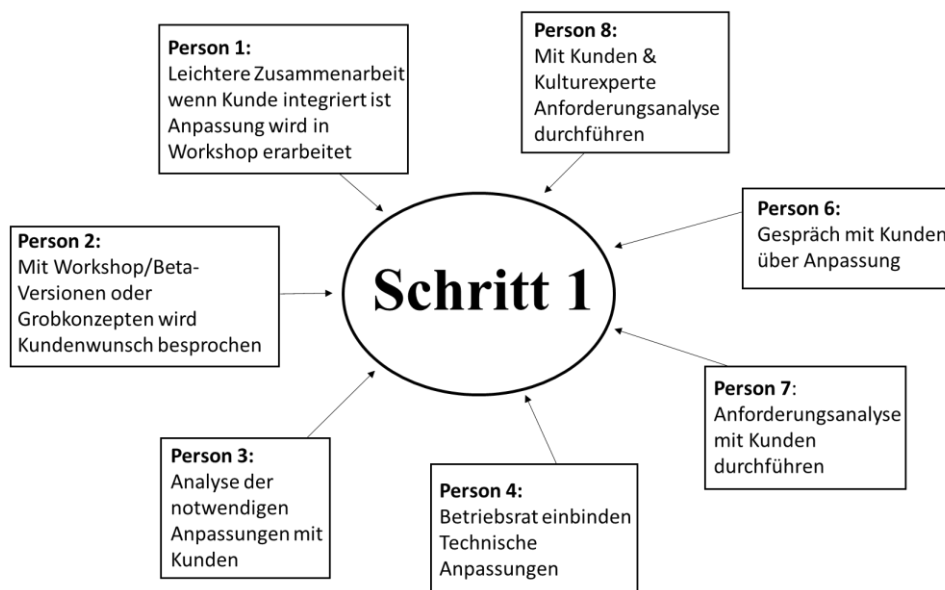 Person 1:
Leichtere Zusammenarbeit
wenn Kunde integriert ist
Anpassung wird in
Workshop erarbeitet
Person 8:
Mit Kunden &
Kulturexperte
Anforderungsanalyse
durchführen
Person 2:
Mit Workshop/Beta-
Versionen oder
Grobkonzepten wird
Kundenwunsch besprochen
Schritt 1
Person 6:
Gespräch mit Kunden
über Anpassung
Person 3:
Analyse der
notwendigen
Anpassungen mit
Kunden
Person 4:
Betriebsrat einbinden
Technische
Anpassungen
Person 7:
Anforderungsanalyse
mit Kunden
durchführen